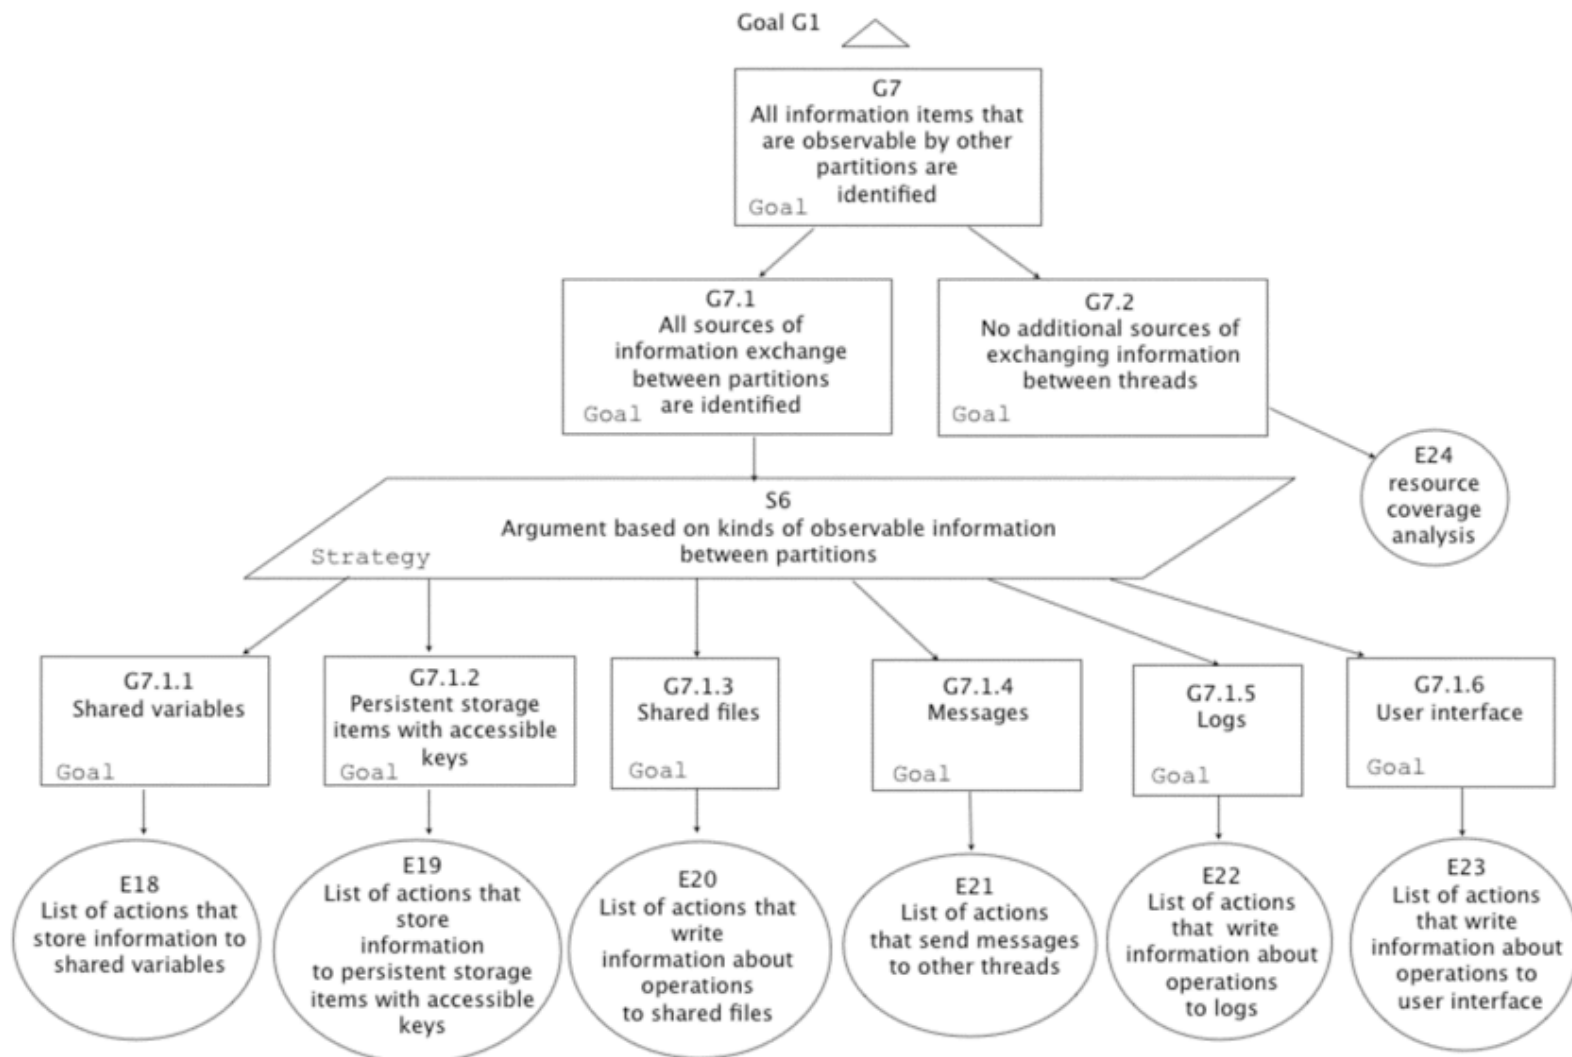 Goal G1
G7
All information items that
are observable by other
partitions are
identified
Goal
G7.1
All sources of
information exchange
between partitions
are identified
Goal
G7.2
No additional sources of
exchanging information
between threads
Goal
E24
resource
coverage
analysis
S6
Argument based on kinds of observable information
between partitions
Strategy
G7.1.1
Shared variables
Goal
G7.1.2
Persistent storage
items with accessible
keys
Goal
G7.1.3
Shared files
Goal
G7.1.4
Messages
Goal
G7.1.5
Logs
Goal
G7.1.6
User interface
Goal
E18
List of actions that
store information to
shared variables
E19
List of actions that
store
information
to persistent storage
items with accessible
keys
E20
List of actions that
write
information about
operations
to shared files
E21
List of actions
that send messages
to other threads
E22
List of actions
that write
information about
operations
to logs
E23
List of actions
that write
information about
operations to
user interface